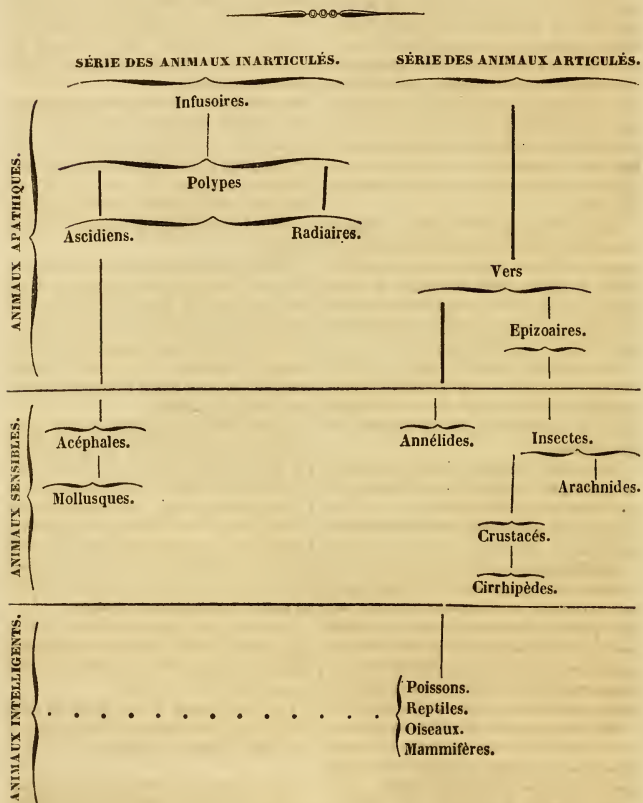 SÉRIE DES ANIMAUX INARTICULÉS.
SÉRIE DES ANIMAUX ARTICULÉS.
ANIMAUX APATHIQUES.
Infusoires.
Polypes
Ascidiens.
Radiaires.
Vers
Epizoaires.
ANIMAUX SENSIBLES.
Acéphales.
Mollusques.
Annélides.
Insectes.
Arachnides.
Crustacés.
Cirrhipèdes.
ANIMAUX INTELLIGENTS.
Poissons.
Reptiles.
Oiseaux.
Mammifères.